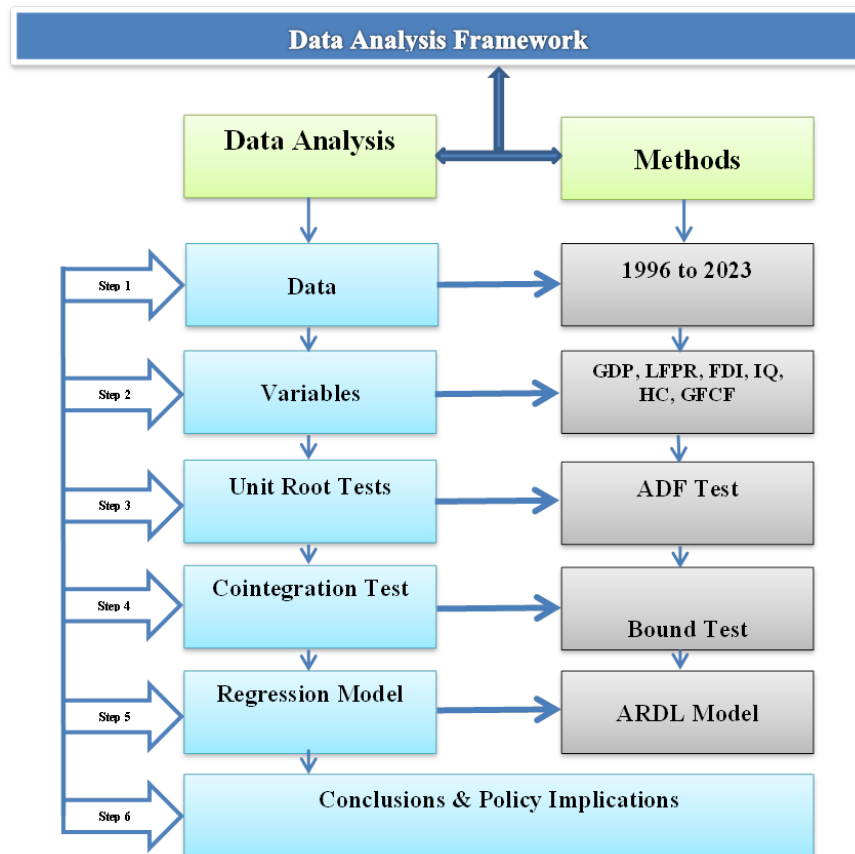 Data Analysis Framework
Data Analysis
Methods
Step 1
Data
1996 to 2023
Step 2
Variables
GDP, LFPR, FDI, IQ,
HC, GFCF
Step 3
Unit Root Tests
ADF Test
Step 4
Cointegration Test
Bound Test
Step 5
Regression Model
ARDL Model
Step 6
Conclusions & Policy Implications